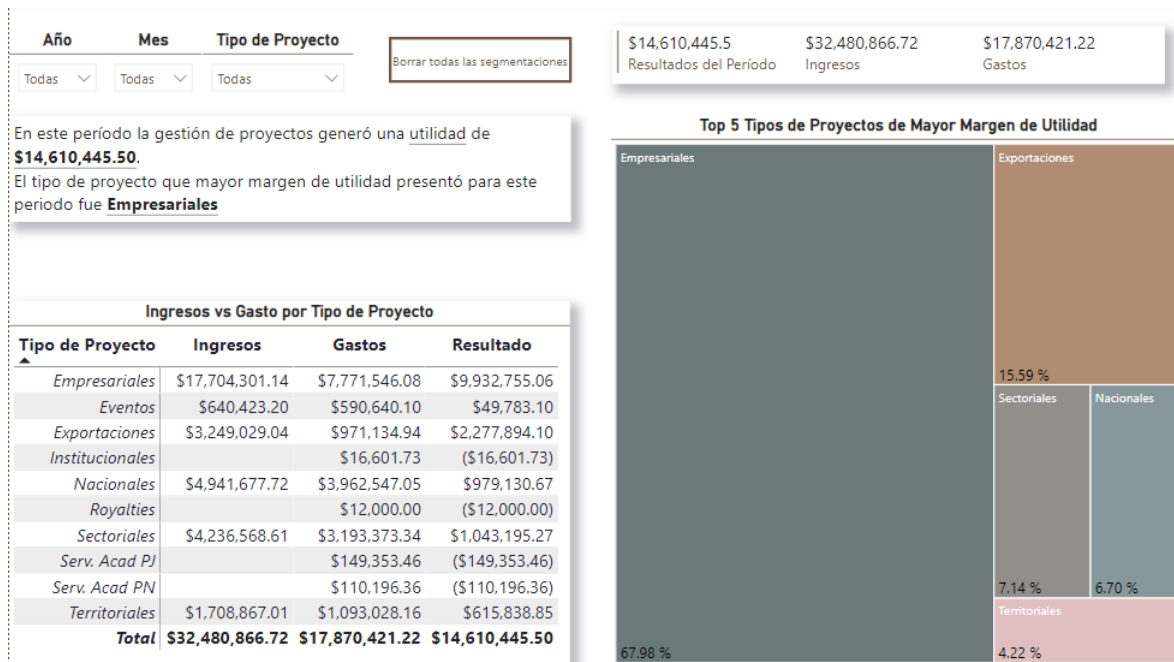 Año Mes Tipo de Proyecto
Todas Todas Todas
Borrar todas las segmentaciones
$14,610,445.5 $32,480,866.72 $17,870,421.22
Resultados del Período Ingresos Gastos
En este período la gestión de proyectos generó una utilidad de
$14,610,445.50.
El tipo de proyecto que mayor margen de utilidad presentó para este
periodo fue Empresariales
Ingresos vs Gasto por Tipo de Proyecto
Tipo de Proyecto Ingresos Gastos Resultado
Empresariales $17,704,301.14 $7,771,546.08 $9,932,755.06
Eventos $640,423.20 $590,640.10 $49,783.10
Exportaciones $3,249,029.04 $971,134.94 $2,277,894.10
Institucionales $16,601.73 ($16,601.73)
Nacionales $4,941,677.72 $3,962,547.05 $979,130.67
Royalties $12,000.00 ($12,000.00)
Sectoriales $4,236,568.61 $3,193,373.34 $1,043,195.27
Serv. Acad PJ $149,353.46 ($149,353.46)
Serv. Acad PN $110,196.36 ($110,196.36)
Territoriales $1,708,867.01 $1,093,028.16 $615,838.85
Total $32,480,866.72 $17,870,421.22 $14,610,445.50
Top 5 Tipos de Proyectos de Mayor Margen de Utilidad
Empresariales
67.98 %
Exportaciones
15.59 %
Sectoriales
7.14 %
Nacionales
6.70 %
Territoriales
4.22 %